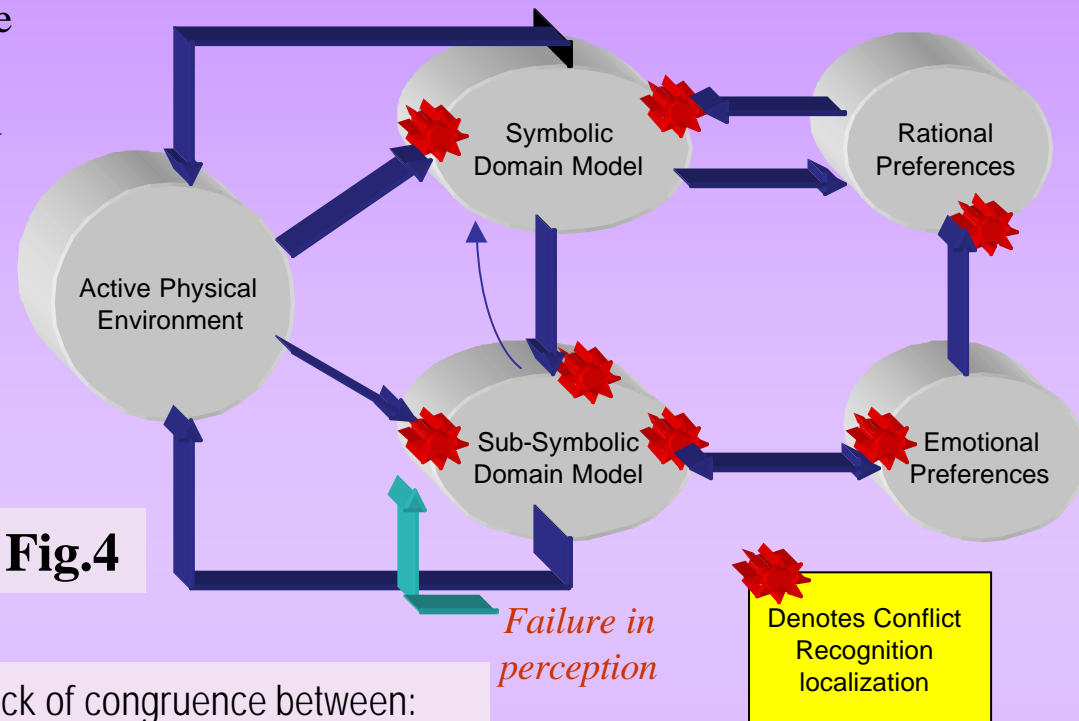 e
Symbolic
Domain Model
Rational
Preferences
Active Physical
Environment
Sub-Symbolic
Domain Model
Emotional
Preferences
Fig.4
Failure in
perception
Denotes Conflict
Recognition
localization
ck of congruence between: